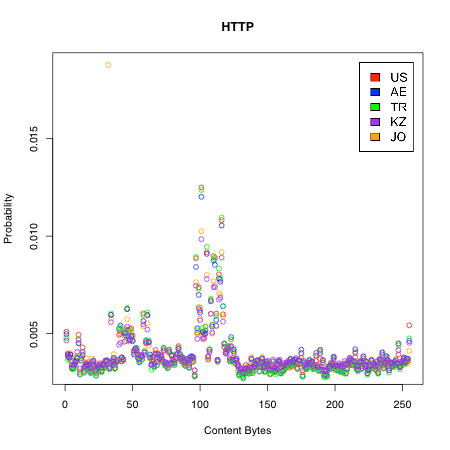 HTTP
US
AE
TR
KZ
JO
0.015
0.010
0.005
Probability
0 50 100 150 200 250
Content Bytes